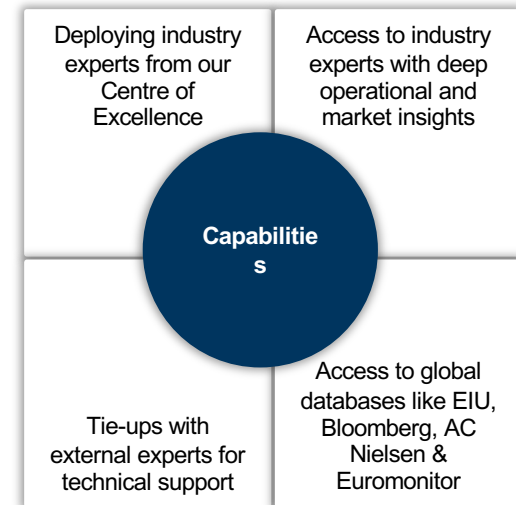 Deploying industry
experts from our
Centre of
Excellence
Access to industry
experts with deep
operational and
market insights
Capabilitie
s
Tie-ups with
external experts for
technical support
Access to global
databases like EIU,
Bloomberg, AC
Nielsen &
Euromonitor